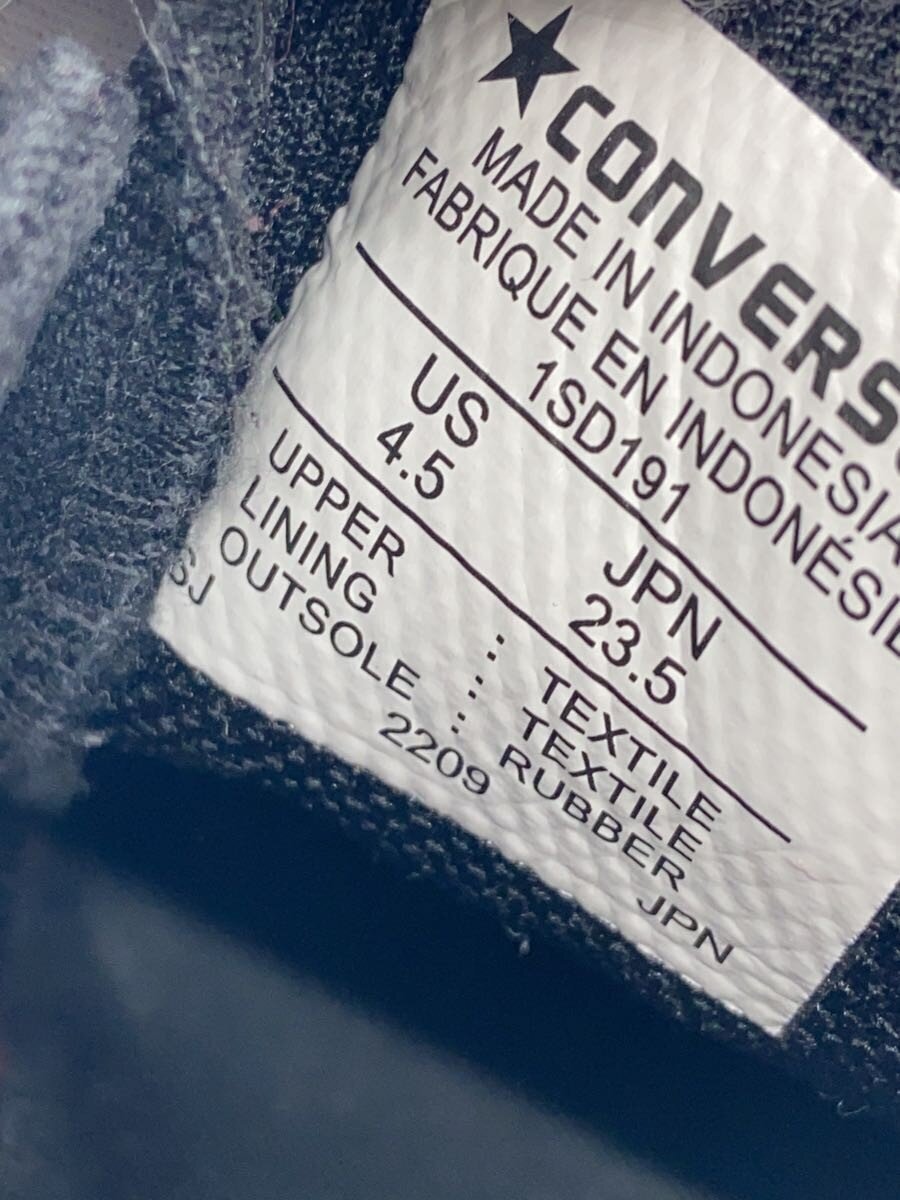 CONVERS
MADE IN INDONESIA
FABRIQUE EN INDONÉSIE
1SD191
US JPN
4.5 23.5
UPPER : TEXTILE
LINING : TEXTILE
OUTSOLE : RUBBER
SJ 2209 JPN